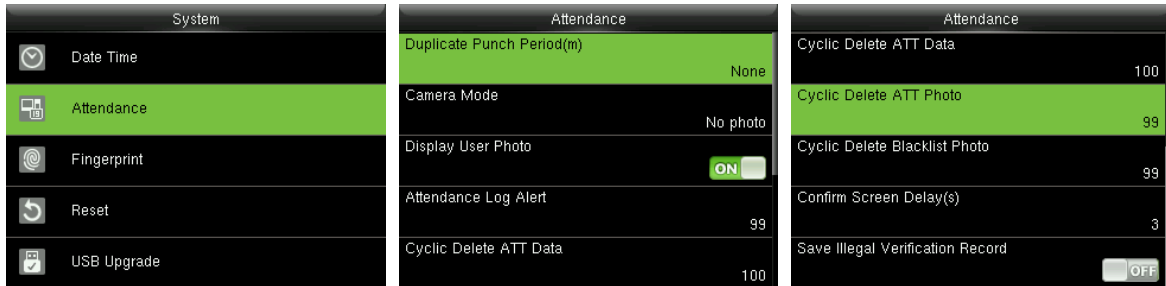 System
Date Time
Attendance
Fingerprint
Reset
USB Upgrade
Attendance
Duplicate Punch Period(m)
None
Camera Mode
No photo
Display User Photo
ON
Attendance Log Alert
99
Cyclic Delete ATT Data
100
Attendance
Cyclic Delete ATT Data
100
Cyclic Delete ATT Photo
99
Cyclic Delete Blacklist Photo
99
Confirm Screen Delay(s)
3
Save Illegal Verification Record
OFF